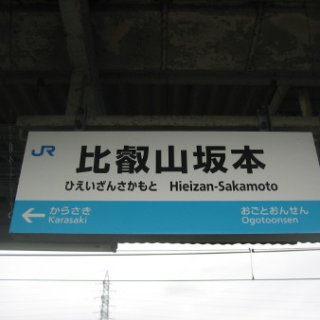 JR
比叡山坂本
ひえいざんさかもと Hieizan-Sakamoto
← からさき おごとおんせん
Karasaki Ogotoonsen